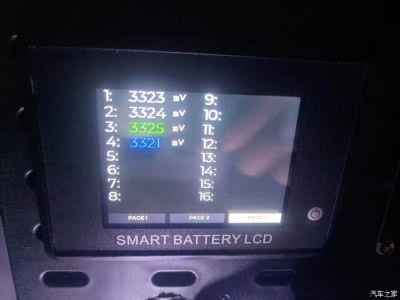 1: 3323 mV 9:
2: 3324 mV 10:
3: 3325 mV 11:
4: 3321 mV 12:
5: 13:
6: 14:
7: 15:
8: 16:
PAGE 1 PAGE 2 PAGE
SMART BATTERY LCD
汽车之家